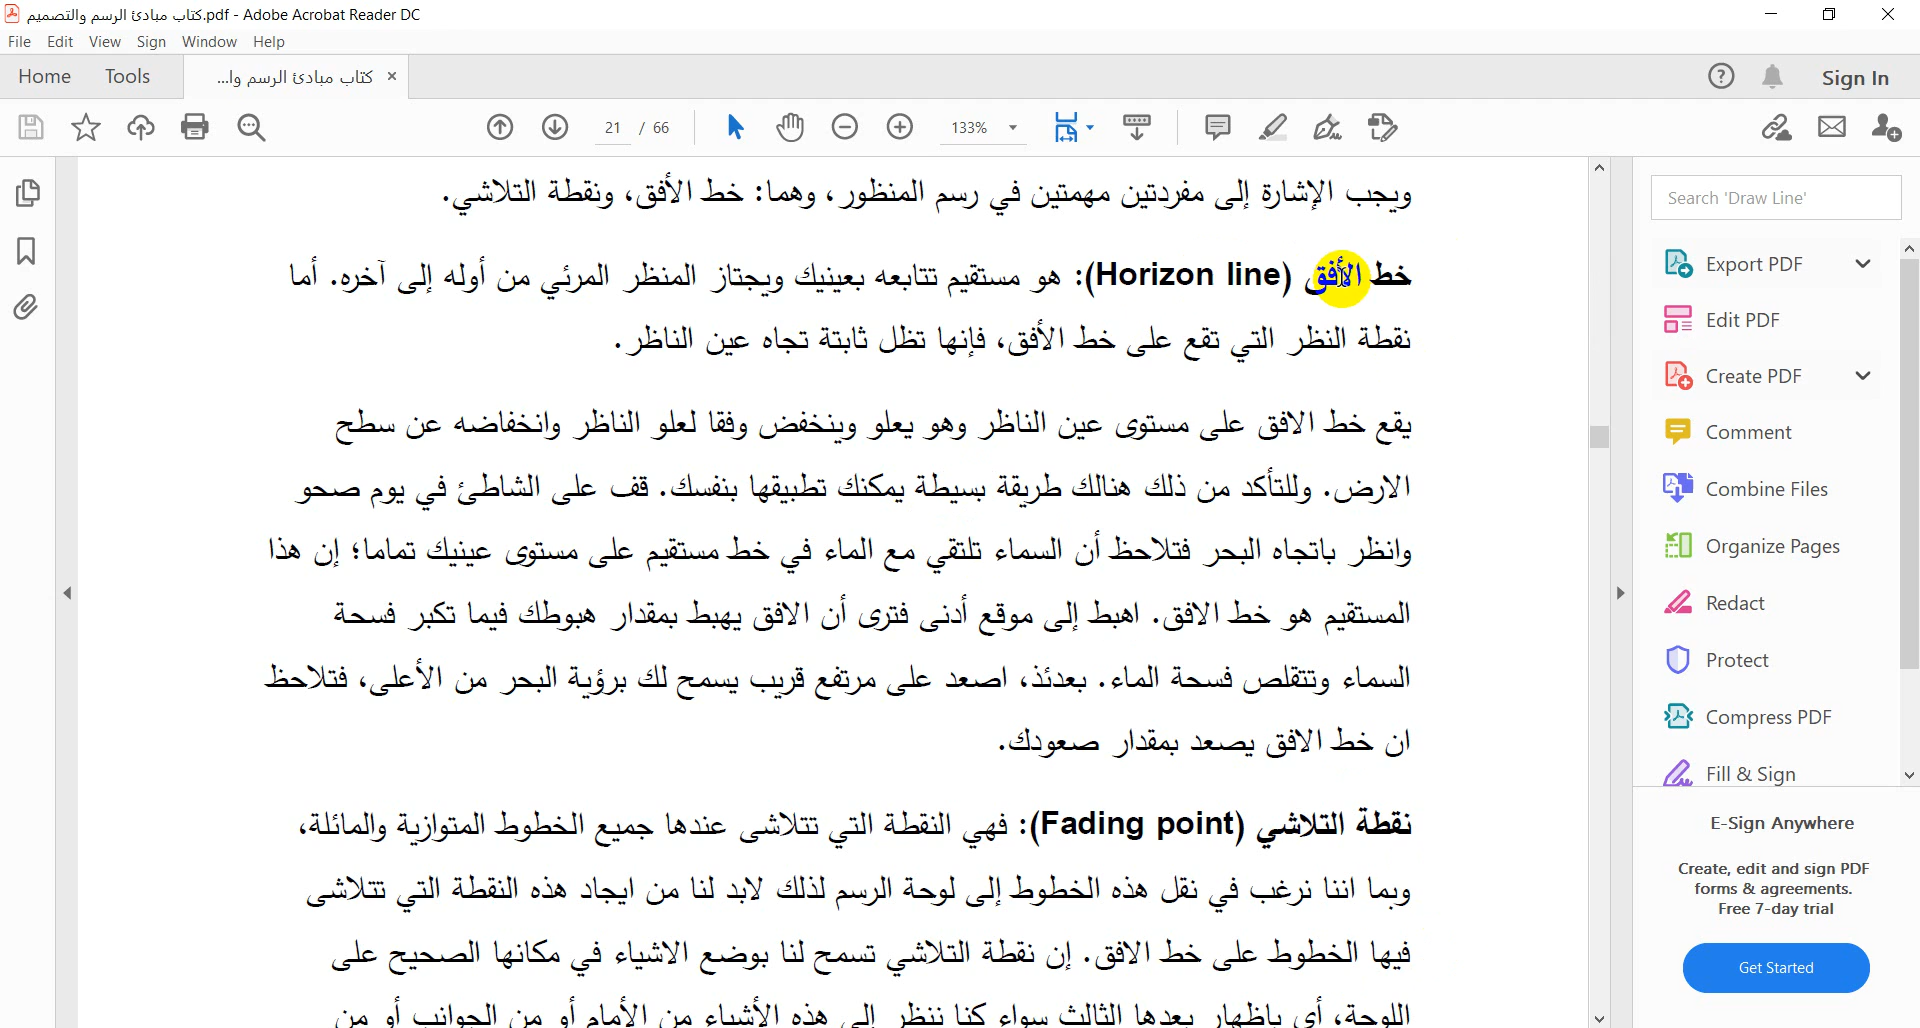 كتاب مبادئ الرسم والتصميم.pdf - Adobe Acrobat Reader DC
File Edit View Sign Window Help
Home Tools كتاب مبادئ الرسم وا... × Sign In
21 / 66 133%
ويجب الإشارة إلى مفردتين مهمتين في رسم المنظور، وهما: خط الأفق، ونقطة التلاشي.
خط الأفق (Horizon line): هو مستقيم تتابعه بعينيك ويجتاز المنظر المرئي من أوله إلى آخره. أما
نقطة النظر التي تقع على خط الأفق، فإنها تظل ثابتة تجاه عين الناظر.
يقع خط الافق على مستوى عين الناظر وهو يعلو وينخفض وفقا لعلو الناظر وانخفاضه عن سطح
الارض. وللتأكد من ذلك هنالك طريقة بسيطة يمكنك تطبيقها بنفسك. قف على الشاطئ في يوم صحو
وانظر باتجاه البحر فتلاحظ أن السماء تلتقي مع الماء في خط مستقيم على مستوى عينيك تماما؛ إن هذا
المستقيم هو خط الافق. اهبط إلى موقع أدنى فترى أن الافق يهبط بمقدار هبوطك فيما تكبر فسحة
السماء وتتقلص فسحة الماء. بعدئذ، اصعد على مرتفع قريب يسمح لك برؤية البحر من الأعلى، فتلاحظ
ان خط الافق يصعد بمقدار صعودك.
نقطة التلاشي (Fading point): فهي النقطة التي تتلاشى عندها جميع الخطوط المتوازية والمائلة،
وبما اننا نرغب في نقل هذه الخطوط إلى لوحة الرسم لذلك لابد لنا من ايجاد هذه النقطة التي تتلاشى
فيها الخطوط على خط الافق. إن نقطة التلاشي تسمح لنا بوضع الاشياء في مكانها الصحيح على
اللوحة، أي باظهار بعدها الثالث سواء كنا ننظر إلى هذه الأشياء من الأمام أو من الجوانب أو من
Search 'Draw Line'
Export PDF
Edit PDF
Create PDF
Comment
Combine Files
Organize Pages
Redact
Protect
Compress PDF
Fill & Sign
E-Sign Anywhere
Create, edit and sign PDF
forms & agreements.
Free 7-day trial
Get Started